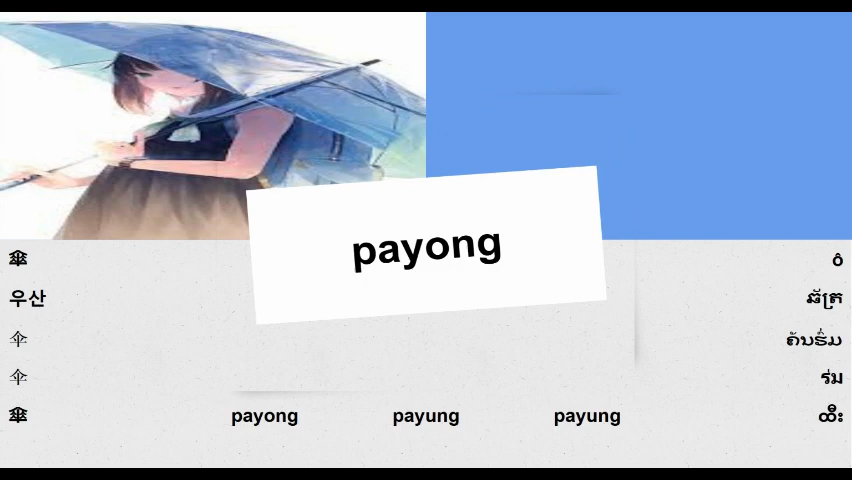 payong
傘
ô
우산
ឆ័ត្រ
伞
ຄັນຮົ່ມ
伞
ร่ม
傘
payong
payung
payung
ထီး